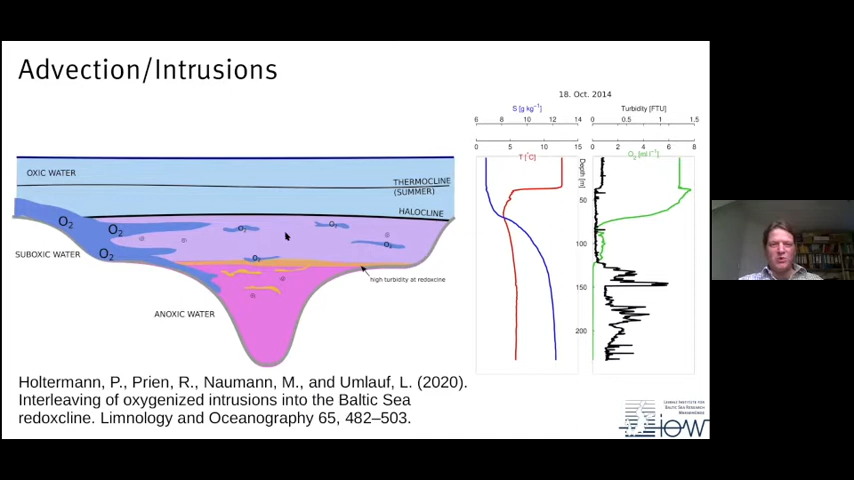 Advection/Intrusions
18. Oct. 2014
S [g kg⁻¹]
Turbidity [FTU]
6 8 10 12 14
0 0.5 1 1.5
0 5 10 15
0 2 4 6 8
T [°C]
O₂ [ml l⁻¹]
Depth [m]
50
100
150
200
OXIC WATER
THERMOCLINE
(SUMMER)
HALOCLINE
O₂
O₂
O₂
O₂
O₂
O₂
O₂
SUBOXIC WATER
high turbidity at redoxcline
ANOXIC WATER
Holtermann, P., Prien, R., Naumann, M., and Umlauf, L. (2020).
Interleaving of oxygenized intrusions into the Baltic Sea
redoxcline. Limnology and Oceanography 65, 482–503.
LEIBNIZ INSTITUTE FOR
BALTIC SEA RESEARCH
WARNEMÜNDE
IOW